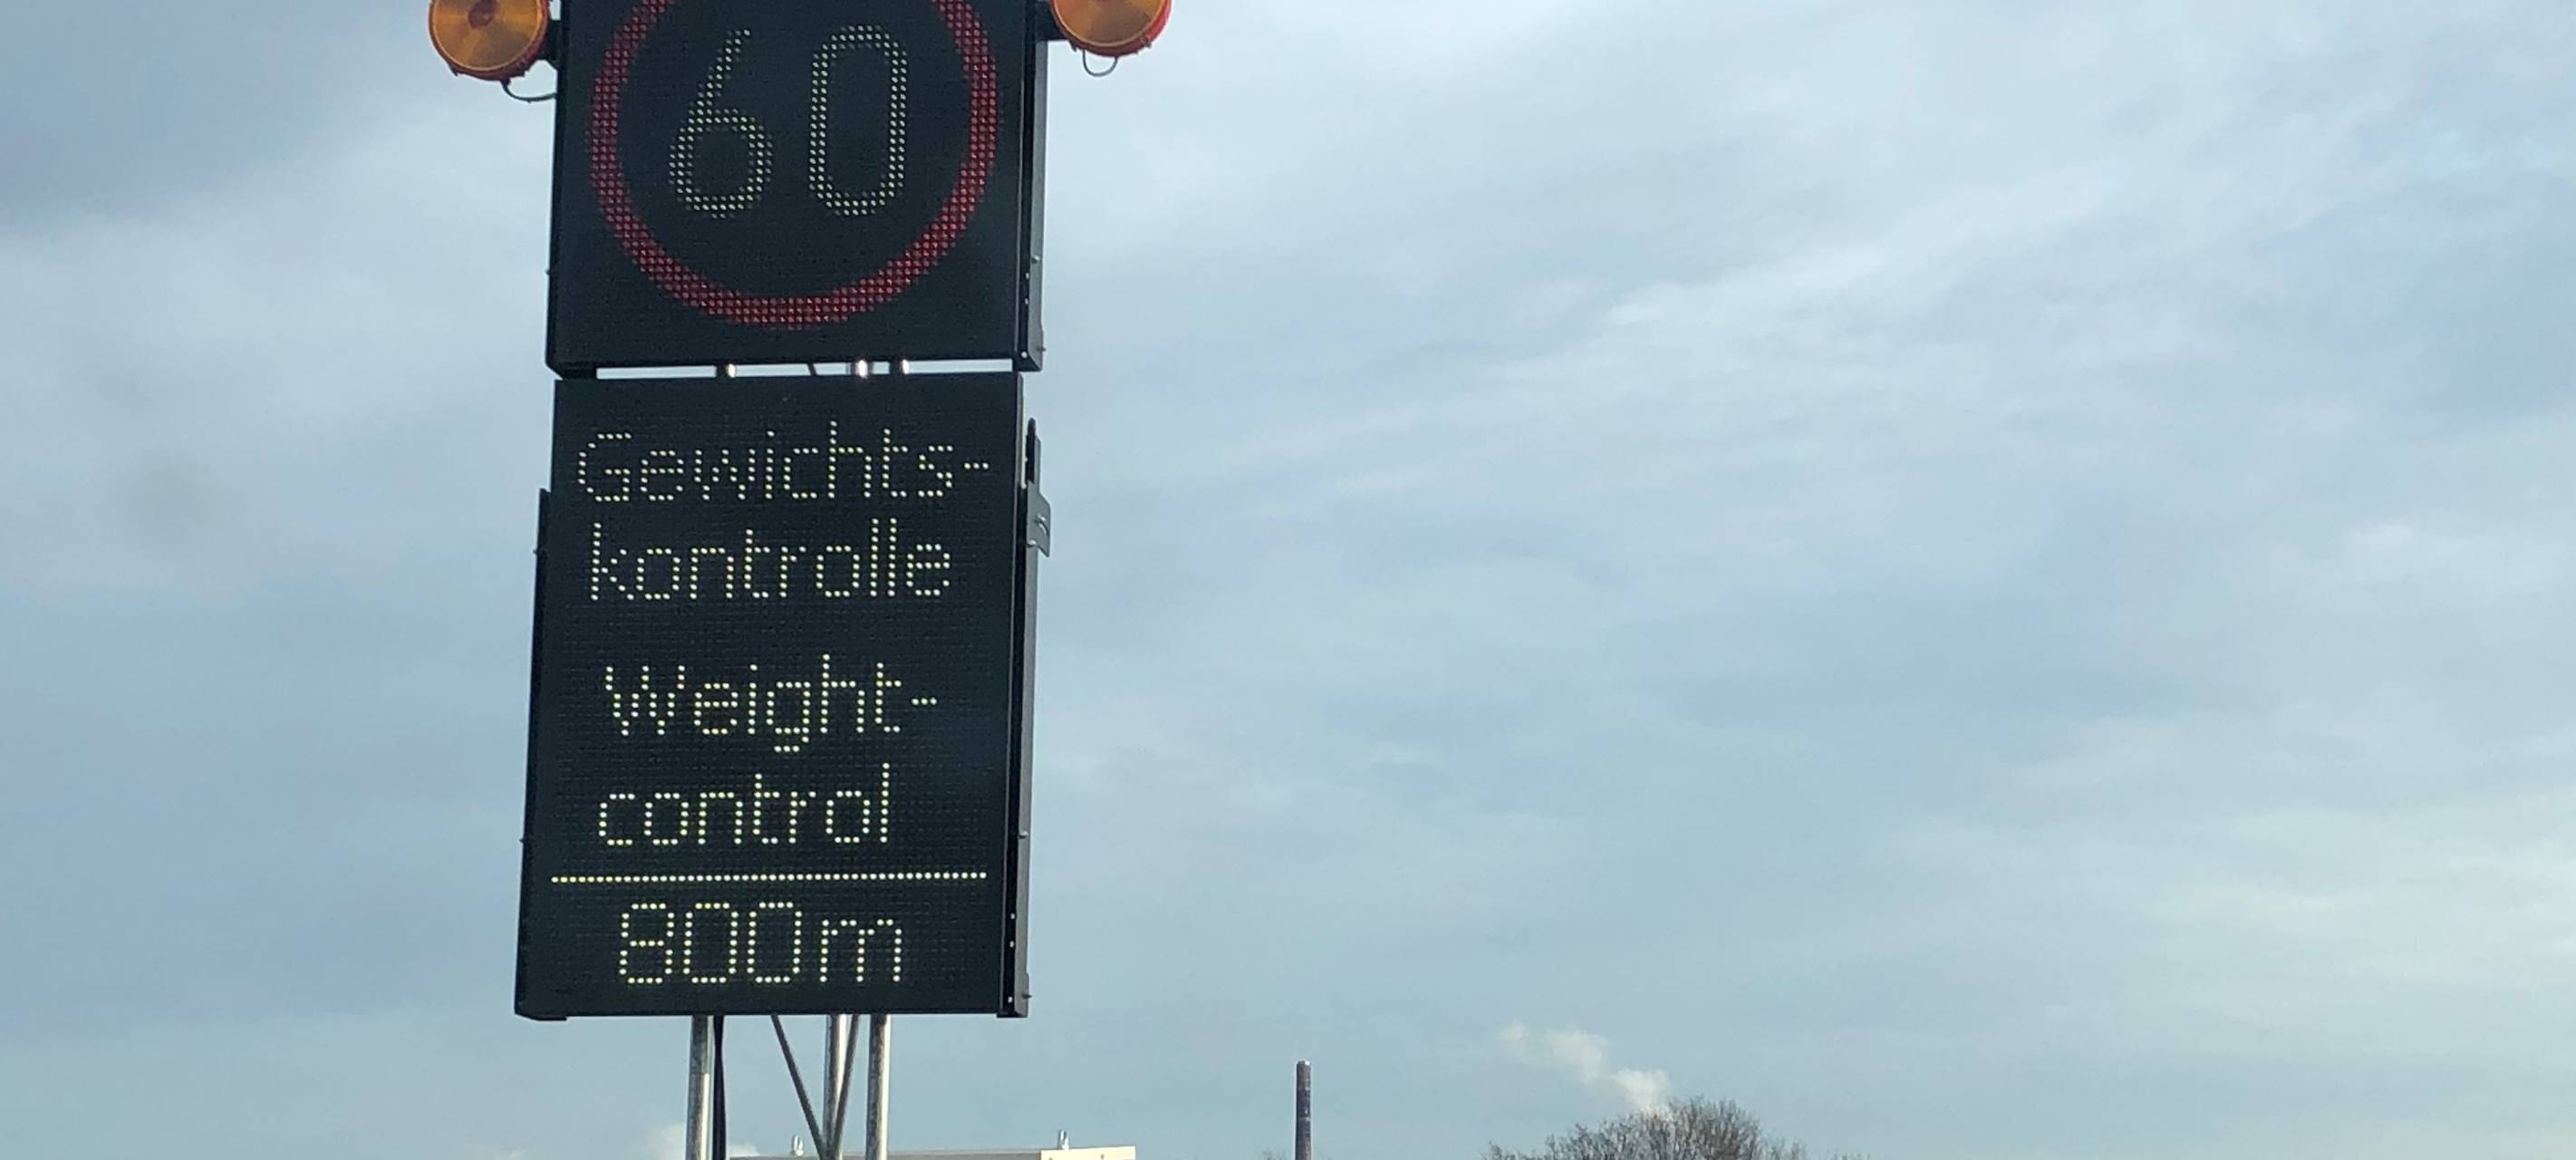 60
Gewichts-
kontrolle
Weight-
control
800m